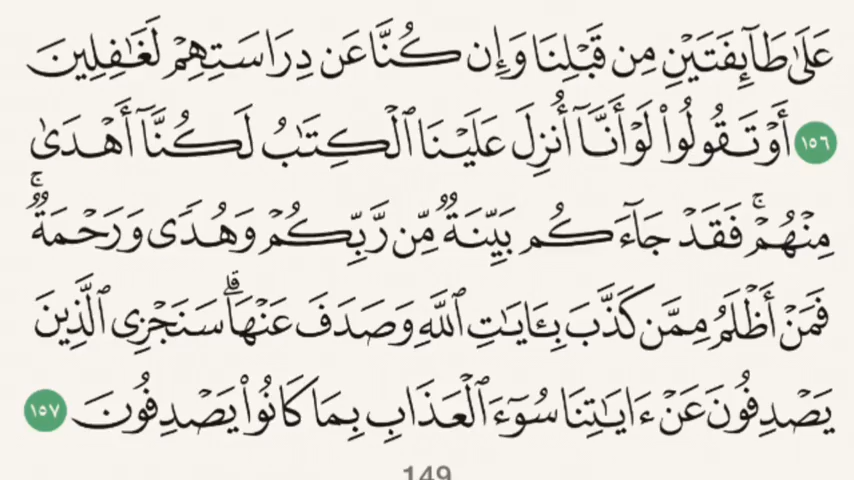 عَلَىٰ طَآئِفَتَيْنِ مِن قَبْلِنَا وَإِن كُنَّا عَن دِرَاسَتِهِمْ لَغَٰفِلِينَ
١٥٦ أَوْ تَقُولُوا۟ لَوْ أَنَّآ أُنزِلَ عَلَيْنَا ٱلْكِتَٰبُ لَكُنَّآ أَهْدَىٰ
مِنْهُمْ ۚ فَقَدْ جَآءَكُم بَيِّنَةٌ مِّن رَّبِّكُمْ وَهُدًى وَرَحْمَةٌ ۚ
فَمَنْ أَظْلَمُ مِمَّن كَذَّبَ بِـَٔايَٰتِ ٱللَّهِ وَصَدَفَ عَنْهَا ۗ سَنَجْزِى ٱلَّذِينَ
يَصْدِفُونَ عَنْ ءَايَٰتِنَا سُوٓءَ ٱلْعَذَابِ بِمَا كَانُوا۟ يَصْدِفُونَ ١٥٧
149